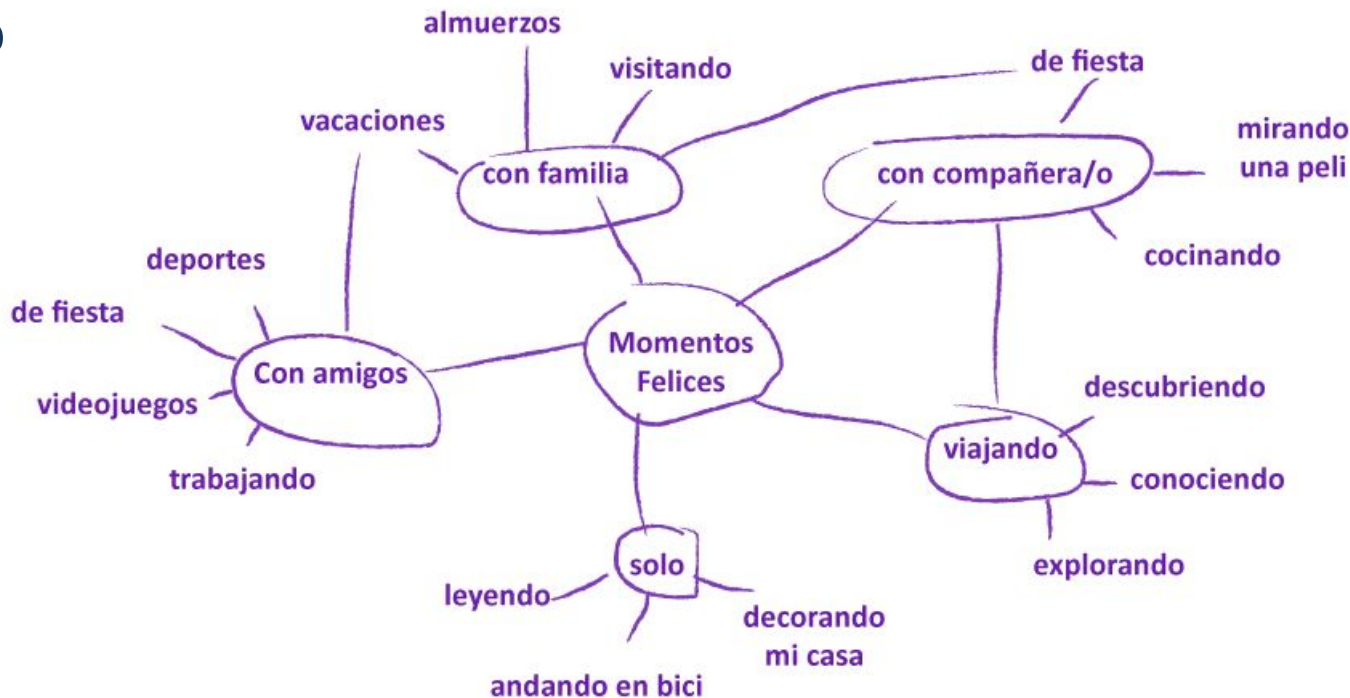 almuerzos
visitando
de fiesta
vacaciones
mirando
una peli
con familia
con compañera/o
deportes
cocinando
de fiesta
Momentos
Felices
Con amigos
videojuegos
descubriendo
viajando
trabajando
conociendo
solo
explorando
leyendo
decorando
mi casa
andando en bici